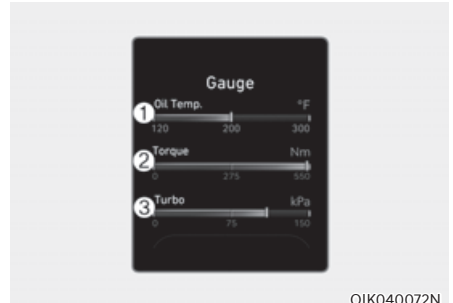 Gauge
① Oil Temp. °F
120 200 300
② Torque Nm
0 275 550
③ Turbo kPa
0 75 150
OIK040072N